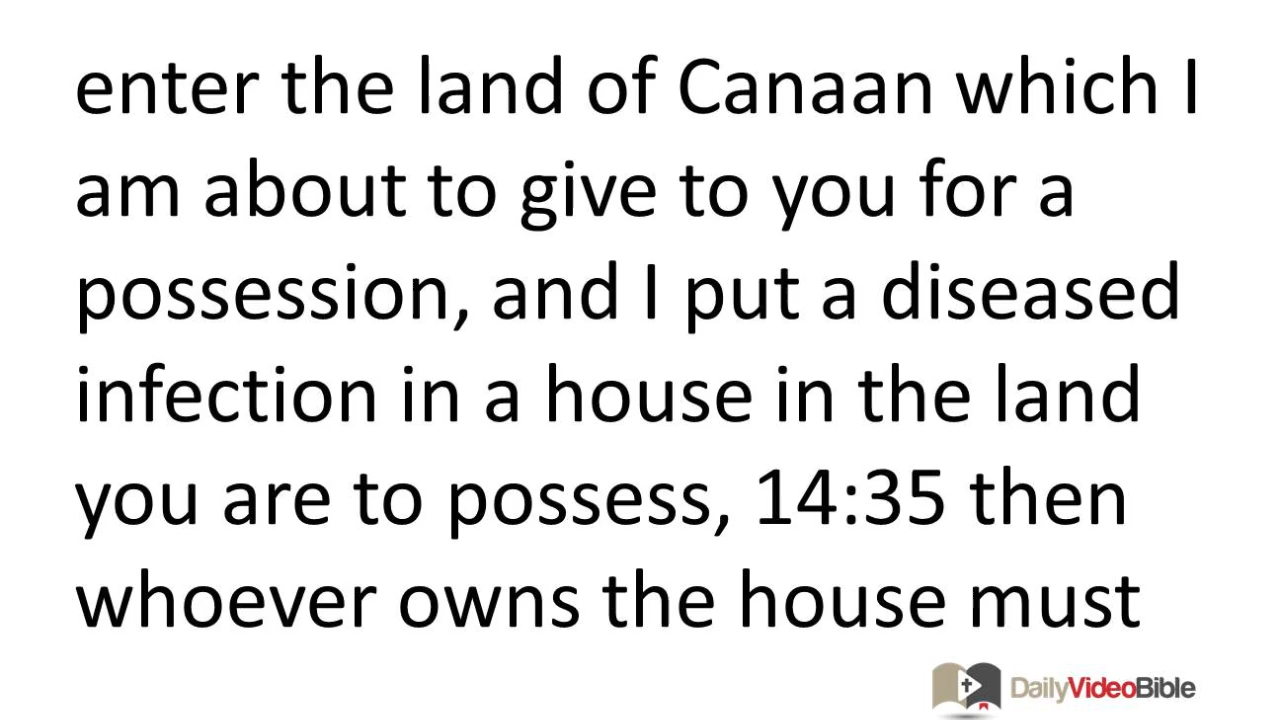 enter the land of Canaan which I
am about to give to you for a
possession, and I put a diseased
infection in a house in the land
you are to possess, 14:35 then
whoever owns the house must
DailyVideoBible